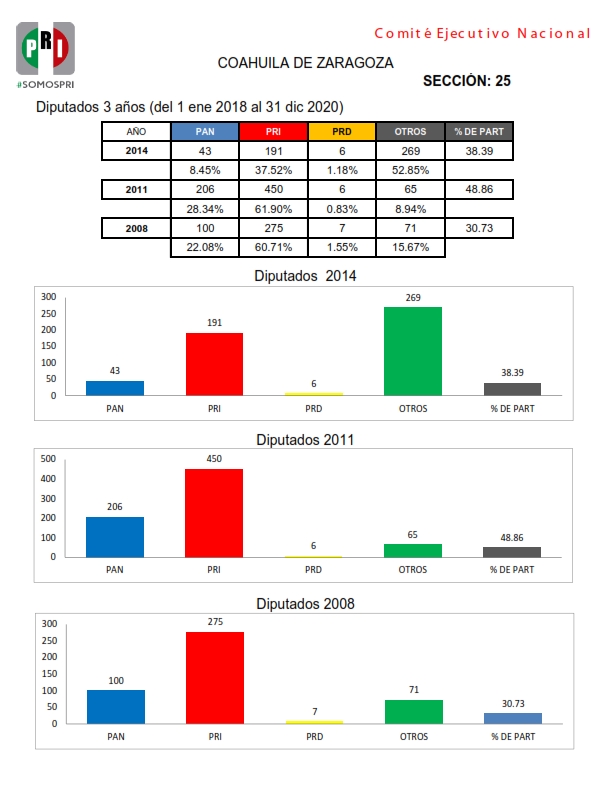 PRI
#SOMOSPRI
Comité Ejecutivo Nacional
COAHUILA DE ZARAGOZA
SECCIÓN: 25
Diputados 3 años (del 1 ene 2018 al 31 dic 2020)
AÑO PAN PRI PRD OTROS % DE PART
2014 43 191 6 269 38.39
8.45% 37.52% 1.18% 52.85%
2011 206 450 6 65 48.86
28.34% 61.90% 0.83% 8.94%
2008 100 275 7 71 30.73
22.08% 60.71% 1.55% 15.67%
Diputados 2014
300
250
200
150
100
50
0
43 191 6 269 38.39
PAN PRI PRD OTROS % DE PART
Diputados 2011
500
400
300
200
100
0
206 450 6 65 48.86
PAN PRI PRD OTROS % DE PART
Diputados 2008
300
250
200
150
100
50
0
100 275 7 71 30.73
PAN PRI PRD OTROS % DE PART